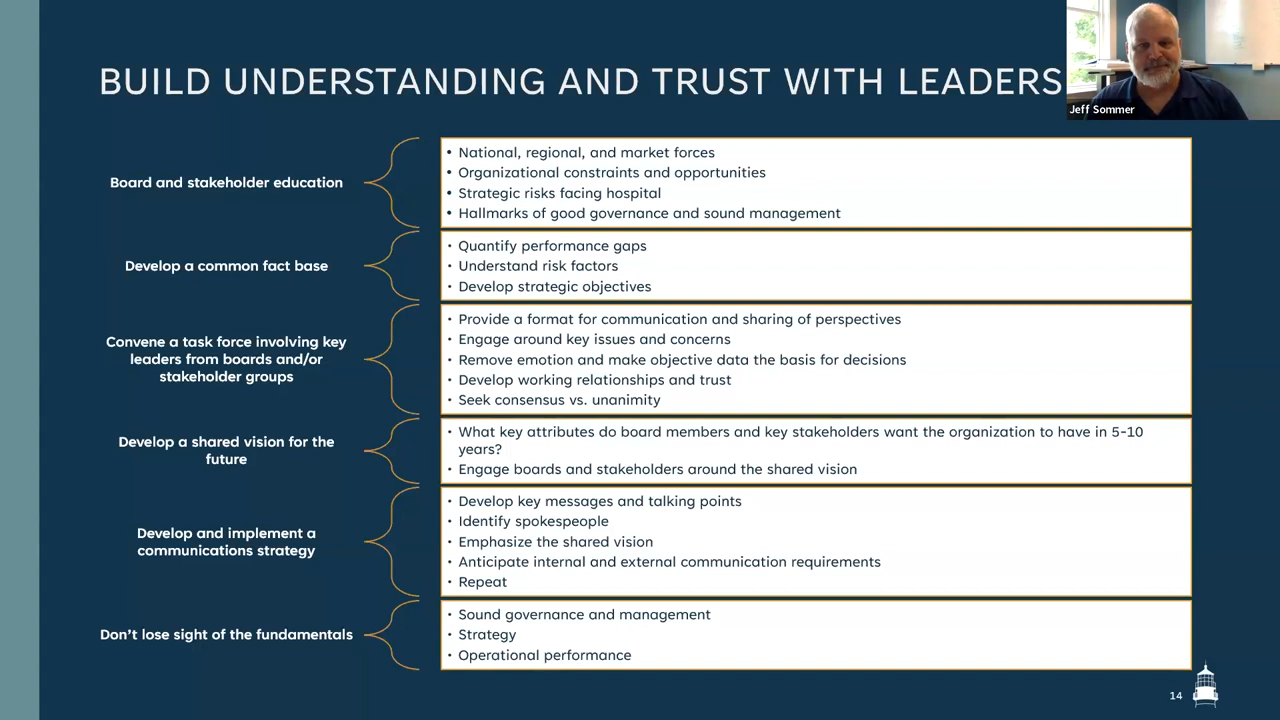 BUILD UNDERSTANDING AND TRUST WITH LEADERS
Jeff Sommer
Board and stakeholder education
• National, regional, and market forces
• Organizational constraints and opportunities
• Strategic risks facing hospital
• Hallmarks of good governance and sound management
Develop a common fact base
• Quantify performance gaps
• Understand risk factors
• Develop strategic objectives
Convene a task force involving key
leaders from boards and/or
stakeholder groups
• Provide a format for communication and sharing of perspectives
• Engage around key issues and concerns
• Remove emotion and make objective data the basis for decisions
• Develop working relationships and trust
• Seek consensus vs. unanimity
Develop a shared vision for the
future
• What key attributes do board members and key stakeholders want the organization to have in 5-10
years?
• Engage boards and stakeholders around the shared vision
Develop and implement a
communications strategy
• Develop key messages and talking points
• Identify spokespeople
• Emphasize the shared vision
• Anticipate internal and external communication requirements
• Repeat
Don't lose sight of the fundamentals
• Sound governance and management
• Strategy
• Operational performance
14